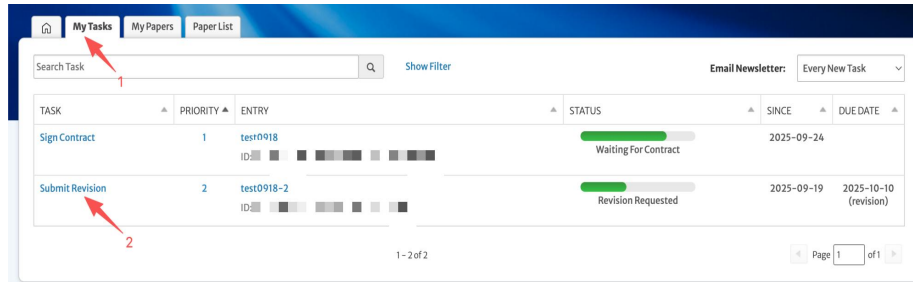 My Tasks My Papers Paper List
1
Search Task Show Filter Email Newsletter: Every New Task
TASK PRIORITY ENTRY STATUS SINCE DUE DATE
Sign Contract 1 test0918 Waiting For Contract 2025-09-24
ID:
Submit Revision 2 test0918-2 Revision Requested 2025-09-19 2025-10-10
ID: (revision)
2
1 - 2 of 2 Page 1 of 1